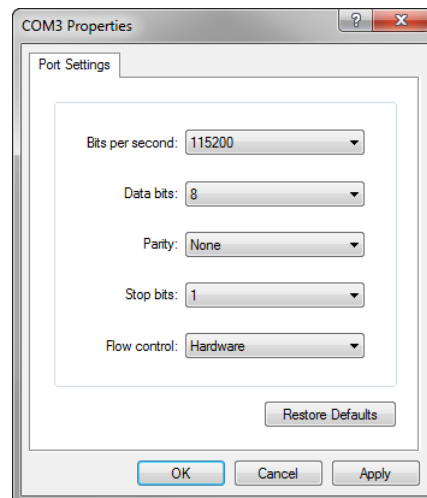 COM3 Properties
Port Settings
Bits per second: 115200
Data bits: 8
Parity: None
Stop bits: 1
Flow control: Hardware
Restore Defaults
OK Cancel Apply